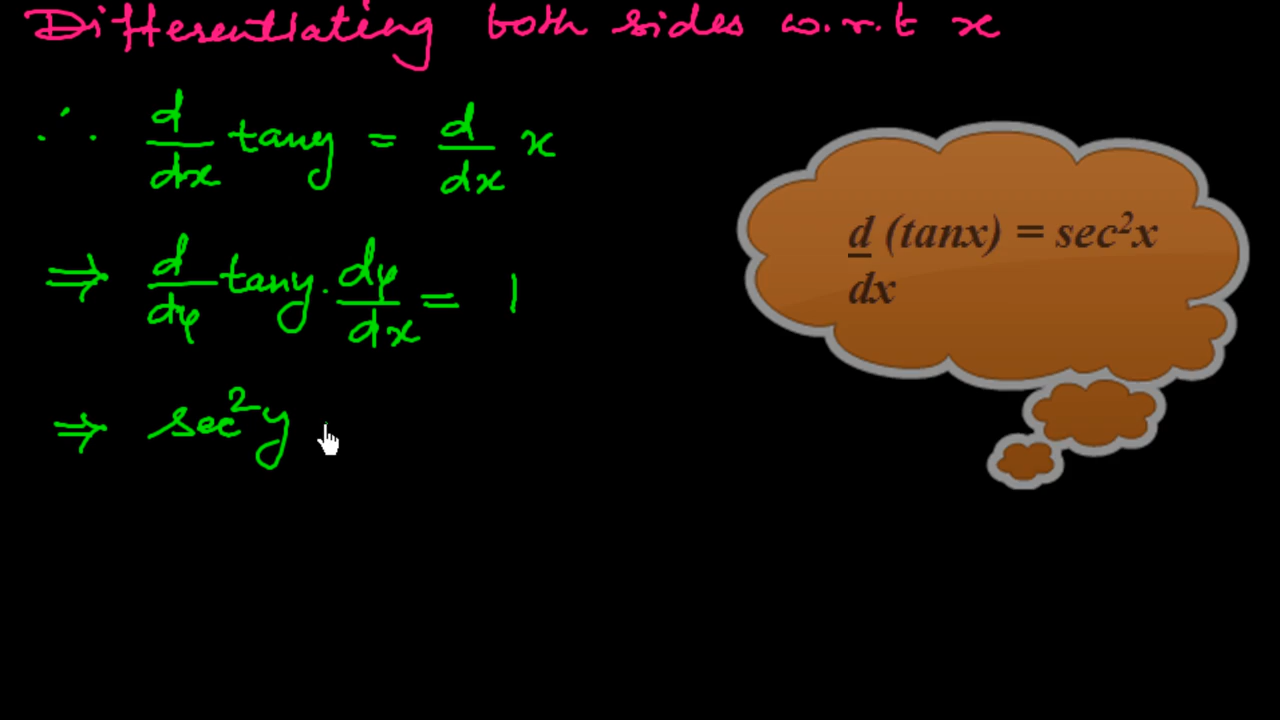 Differentiating both sides w.r.t x
∴ d/dx tany = d/dx x
⇒ d/dy tany . dy/dx = 1
⇒ sec²y
d (tanx) = sec²x
dx